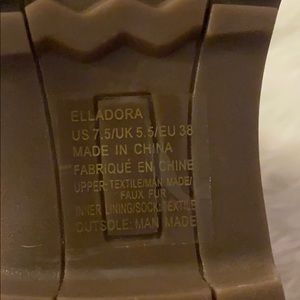 ELLADORA
US 7.5/UK 5.5/EU 38
MADE IN CHINA
FABRIQUÉ EN CHINE
UPPER: TEXTILE/MAN MADE/
FAUX FUR
INNER LINING/SOCK: TEXTILE
OUTSOLE: MAN MADE